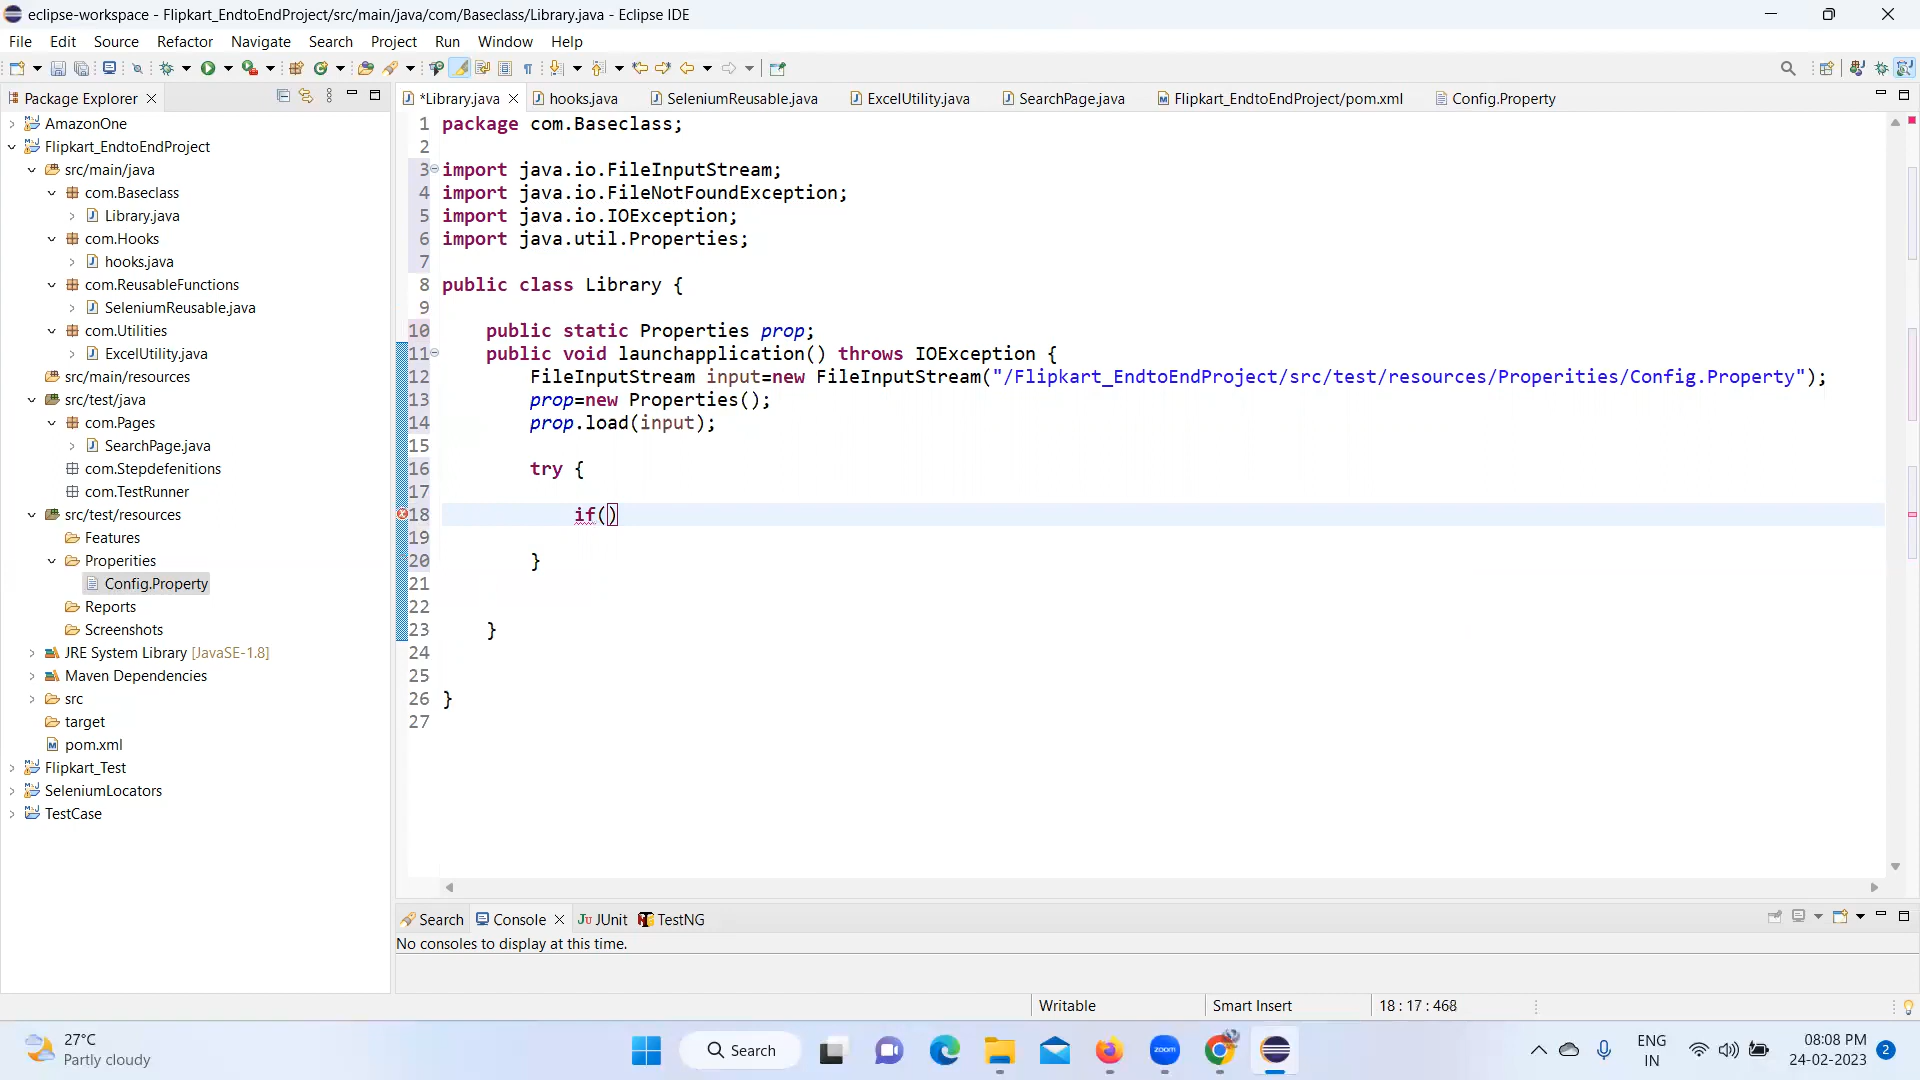 eclipse-workspace - Flipkart_EndtoEndProject/src/main/java/com/Baseclass/Library.java - Eclipse IDE
File Edit Source Refactor Navigate Search Project Run Window Help
Package Explorer
AmazonOne
Flipkart_EndtoEndProject
src/main/java
com.Baseclass
Library.java
com.Hooks
hooks.java
com.ReusableFunctions
SeleniumReusable.java
com.Utilities
ExcelUtility.java
src/main/resources
src/test/java
com.Pages
SearchPage.java
com.Stepdefenitions
com.TestRunner
src/test/resources
Features
Properities
Config.Property
Reports
Screenshots
JRE System Library [JavaSE-1.8]
Maven Dependencies
src
target
pom.xml
Flipkart_Test
SeleniumLocators
TestCase
*Library.java hooks.java SeleniumReusable.java ExcelUtility.java SearchPage.java Flipkart_EndtoEndProject/pom.xml Config.Property
1 package com.Baseclass;
2
3 import java.io.FileInputStream;
4 import java.io.FileNotFoundException;
5 import java.io.IOException;
6 import java.util.Properties;
7
8 public class Library {
9
10 public static Properties prop;
11 public void launchapplication() throws IOException {
12 FileInputStream input=new FileInputStream("/Flipkart_EndtoEndProject/src/test/resources/Properities/Config.Property");
13 prop=new Properties();
14 prop.load(input);
15
16 try {
17
18 if()
19
20 }
21
22
23 }
24
25
26 }
27
Search Console JUnit TestNG
No consoles to display at this time.
Writable Smart Insert 18 : 17 : 468
27°C
Partly cloudy
Search
zoom
ENG
IN
08:08 PM
24-02-2023
2